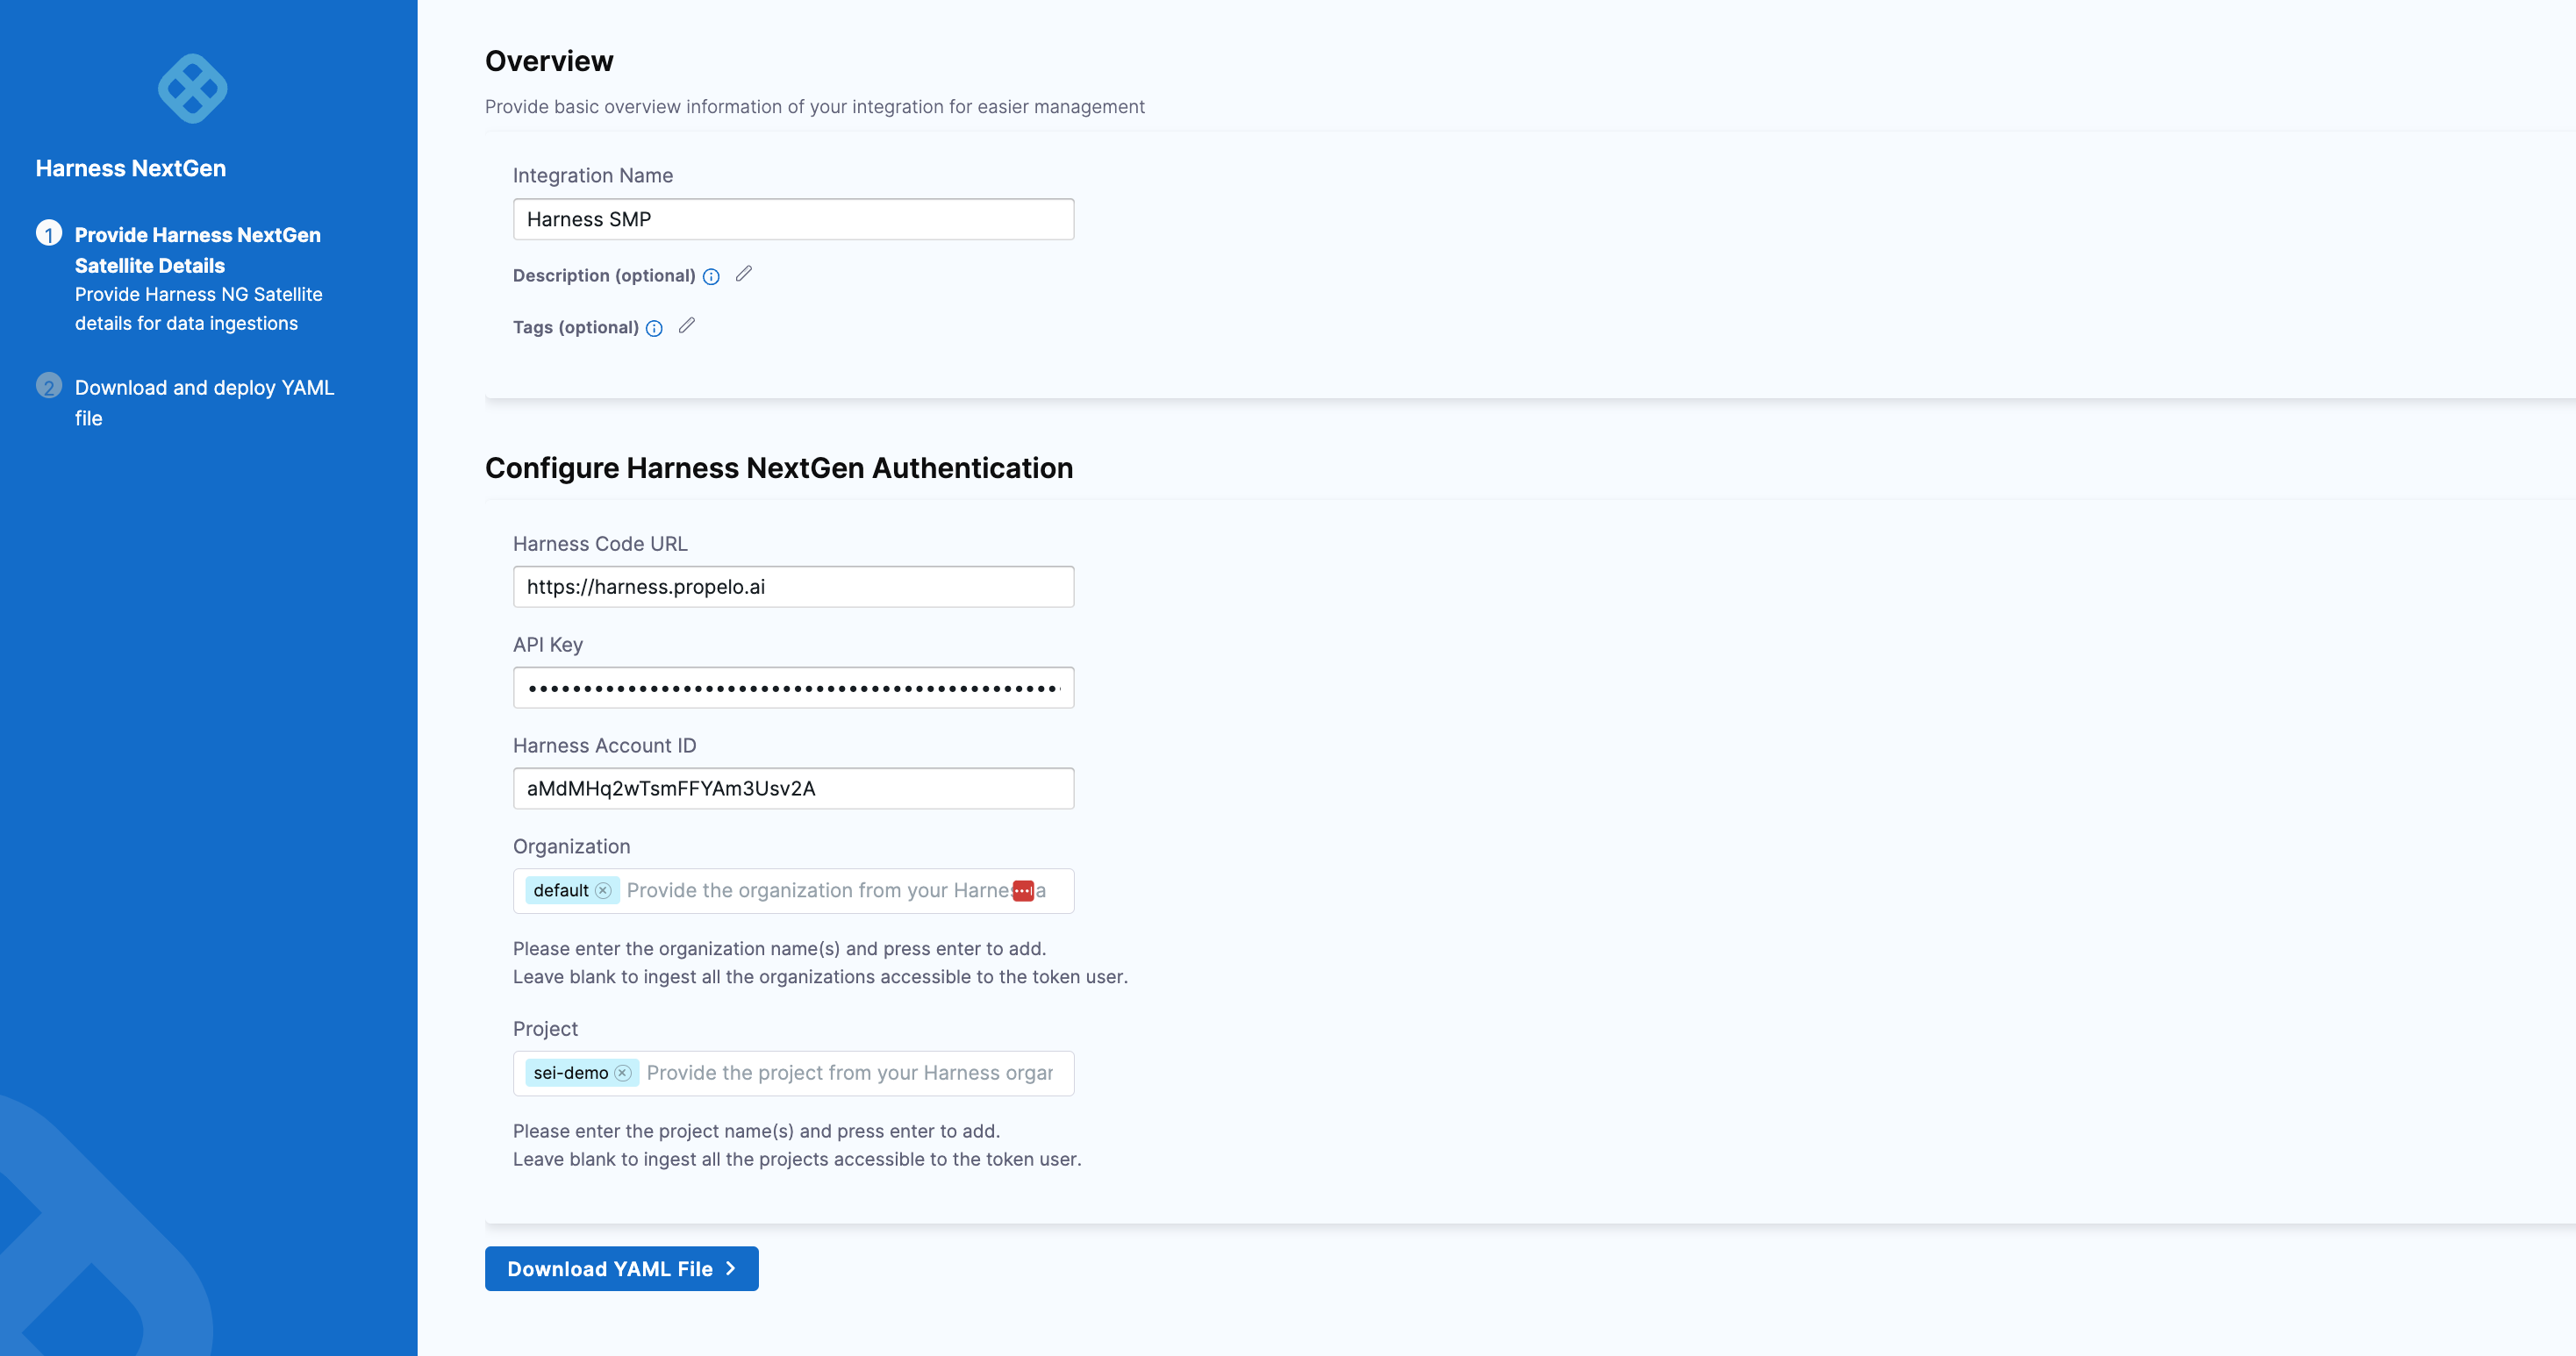 Harness NextGen
1 Provide Harness NextGen
Satellite Details
Provide Harness NG Satellite
details for data ingestions
2 Download and deploy YAML
file
Overview
Provide basic overview information of your integration for easier management
Integration Name
Harness SMP
Description (optional)
Tags (optional)
Configure Harness NextGen Authentication
Harness Code URL
https://harness.propelo.ai
API Key
Harness Account ID
aMdMHq2wTsmFFYAm3Usv2A
Organization
default Provide the organization from your Harness a
Please enter the organization name(s) and press enter to add.
Leave blank to ingest all the organizations accessible to the token user.
Project
sei-demo Provide the project from your Harness organ
Please enter the project name(s) and press enter to add.
Leave blank to ingest all the projects accessible to the token user.
Download YAML File